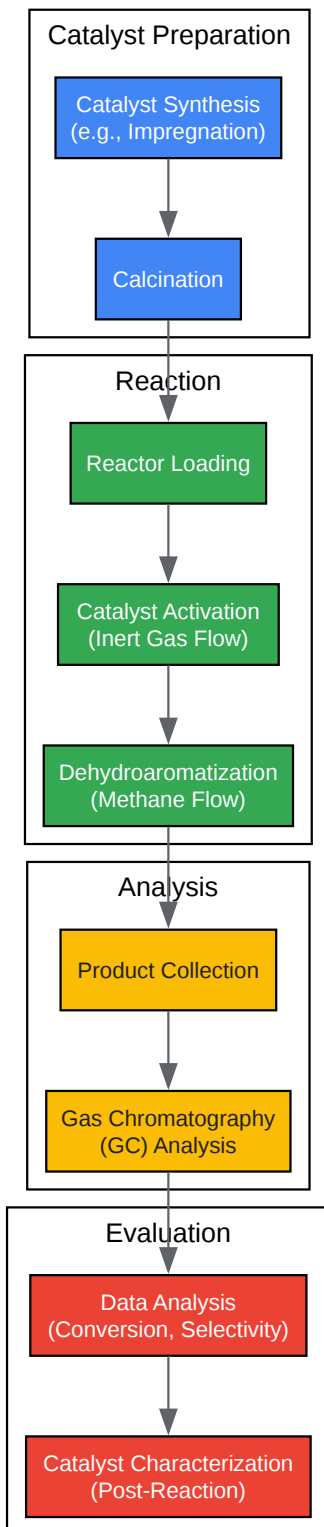 Catalyst Preparation
Catalyst Synthesis
(e.g., Impregnation)
Calcination
Reaction
Reactor Loading
Catalyst Activation
(Inert Gas Flow)
Dehydroaromatization
(Methane Flow)
Analysis
Product Collection
Gas Chromatography
(GC) Analysis
Evaluation
Data Analysis
(Conversion, Selectivity)
Catalyst Characterization
(Post-Reaction)